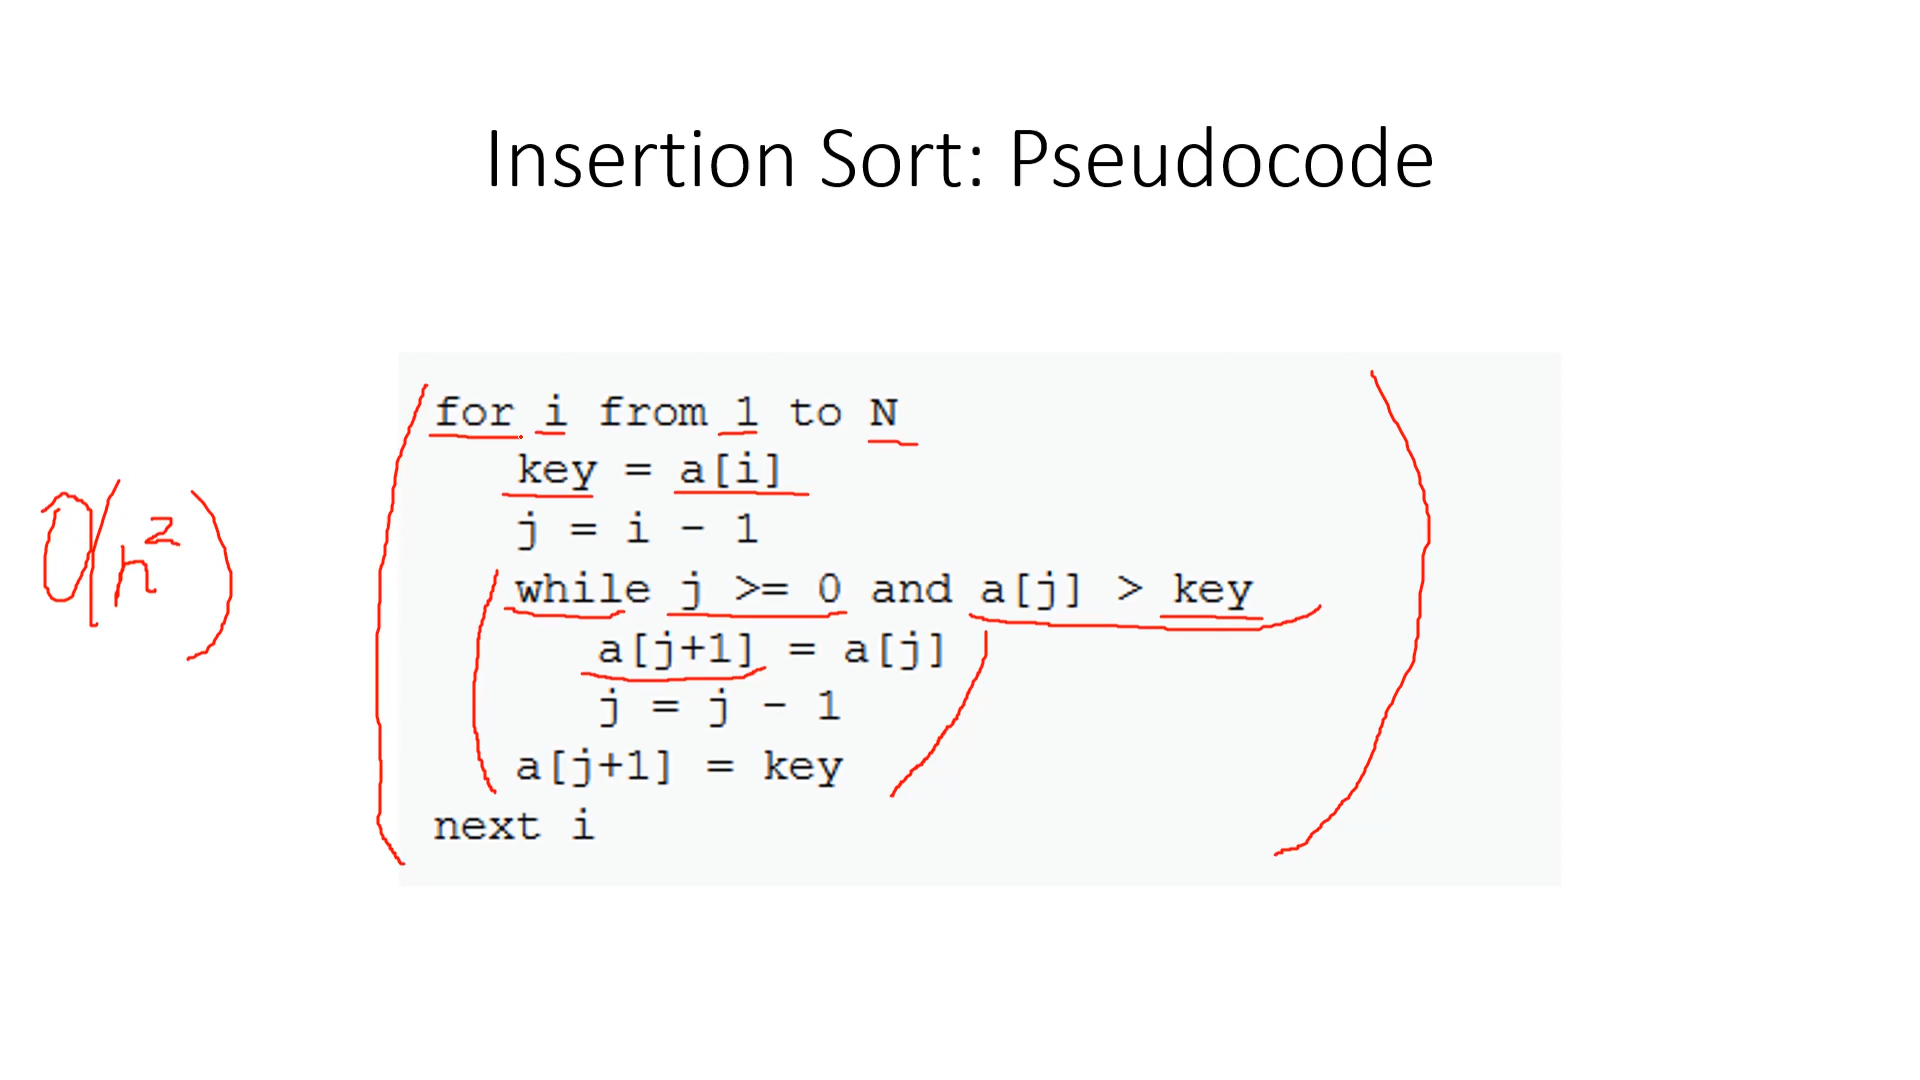 Insertion Sort: Pseudocode
for i from 1 to N
key = a[i]
j = i - 1
O(n²)
while j >= 0 and a[j] > key
a[j+1] = a[j]
j = j - 1
a[j+1] = key
next i